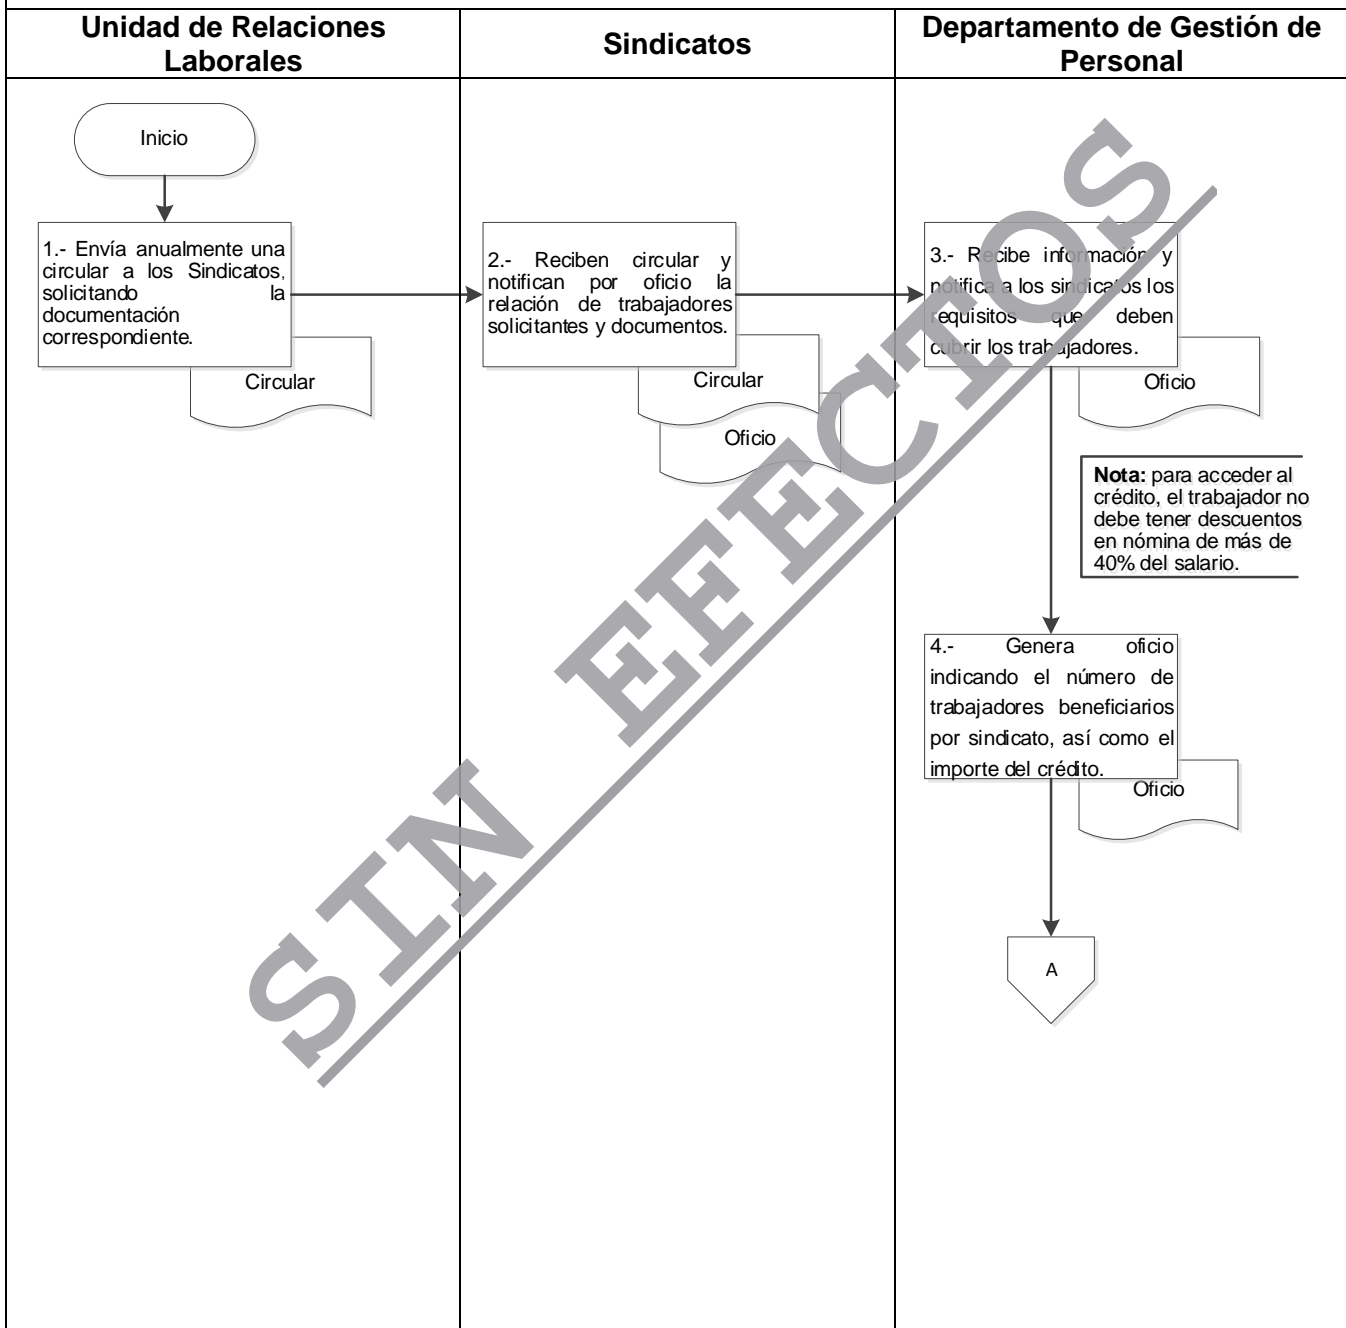 Unidad de Relaciones
Laborales
Sindicatos
Departamento de Gestión de
Personal
Inicio
1.- Envía anualmente una
circular a los Sindicatos,
solicitando la
documentación
correspondiente.
Circular
2.- Reciben circular y
notifican por oficio la
relación de trabajadores
solicitantes y documentos.
Circular
Oficio
3.- Recibe información y
notifica a los sindicatos los
requisitos que deben
cubrir los trabajadores.
Oficio
Nota: para acceder al
crédito, el trabajador no
debe tener descuentos
en nómina de más de
40% del salario.
4.- Genera oficio
indicando el número de
trabajadores beneficiarios
por sindicato, así como el
importe del crédito.
Oficio
A
SIN EFECTOS